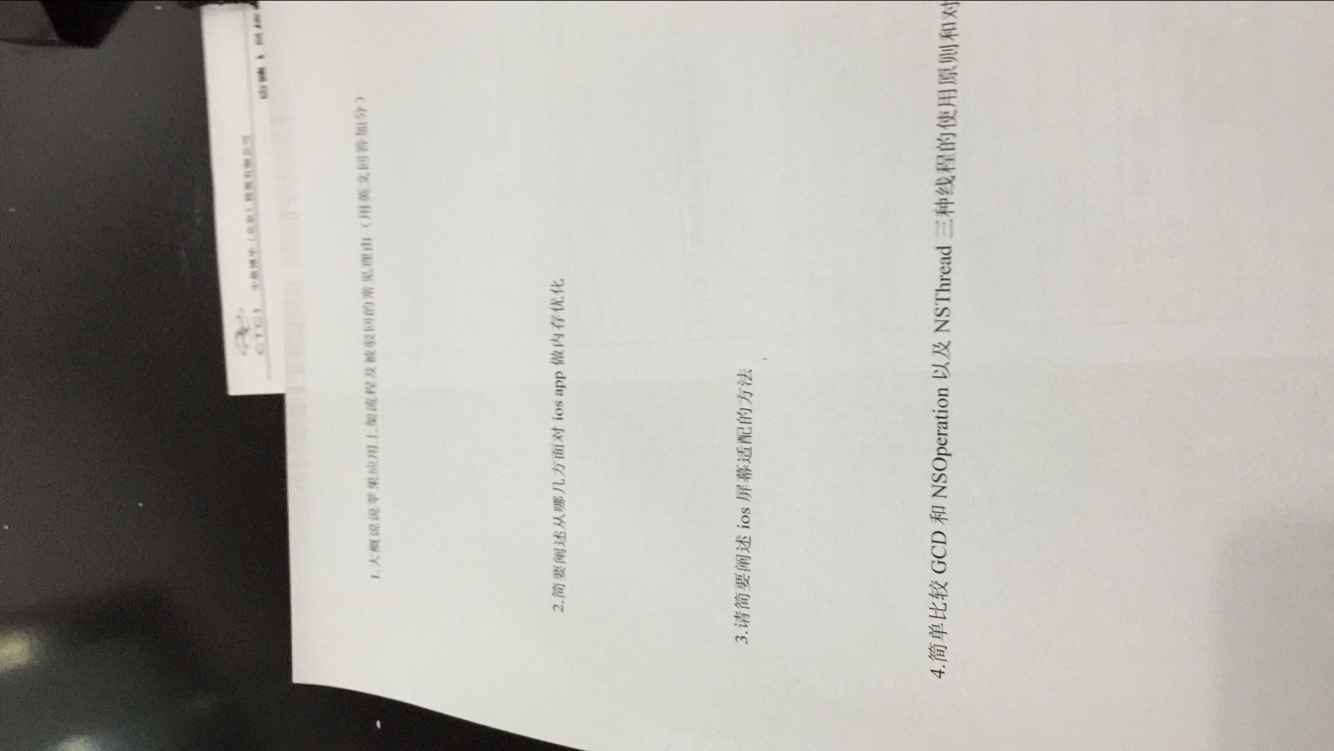 CTCI
1.大概说说苹果应用上架流程及被驳回的常见理由（用英文回答加分）
2.简要阐述从哪几方面对 ios app 做内存优化
3.请简要阐述 ios 屏幕适配的方法
4.简单比较 GCD 和 NSOperation 以及 NSThread 三种线程的使用原则和对